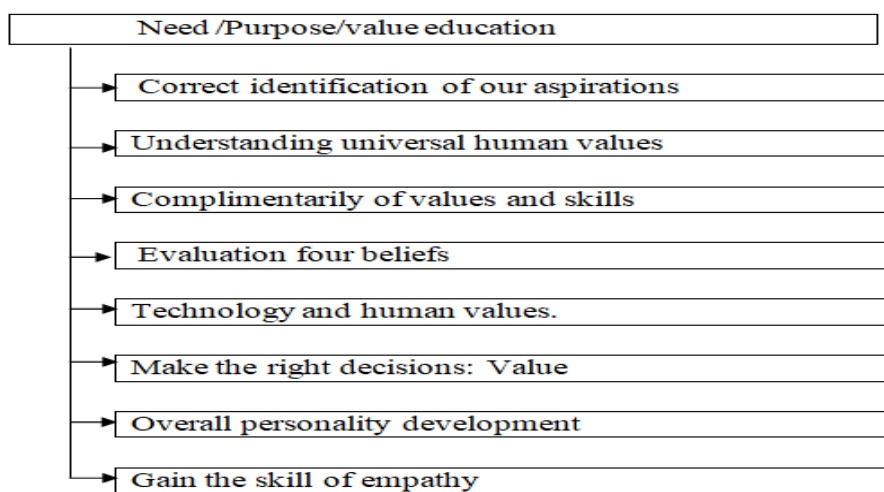 Need /Purpose/value education
Correct identification of our aspirations
Understanding universal human values
Complimentarily of values and skills
Evaluation four beliefs
Technology and human values.
Make the right decisions: Value
Overall personality development
Gain the skill of empathy